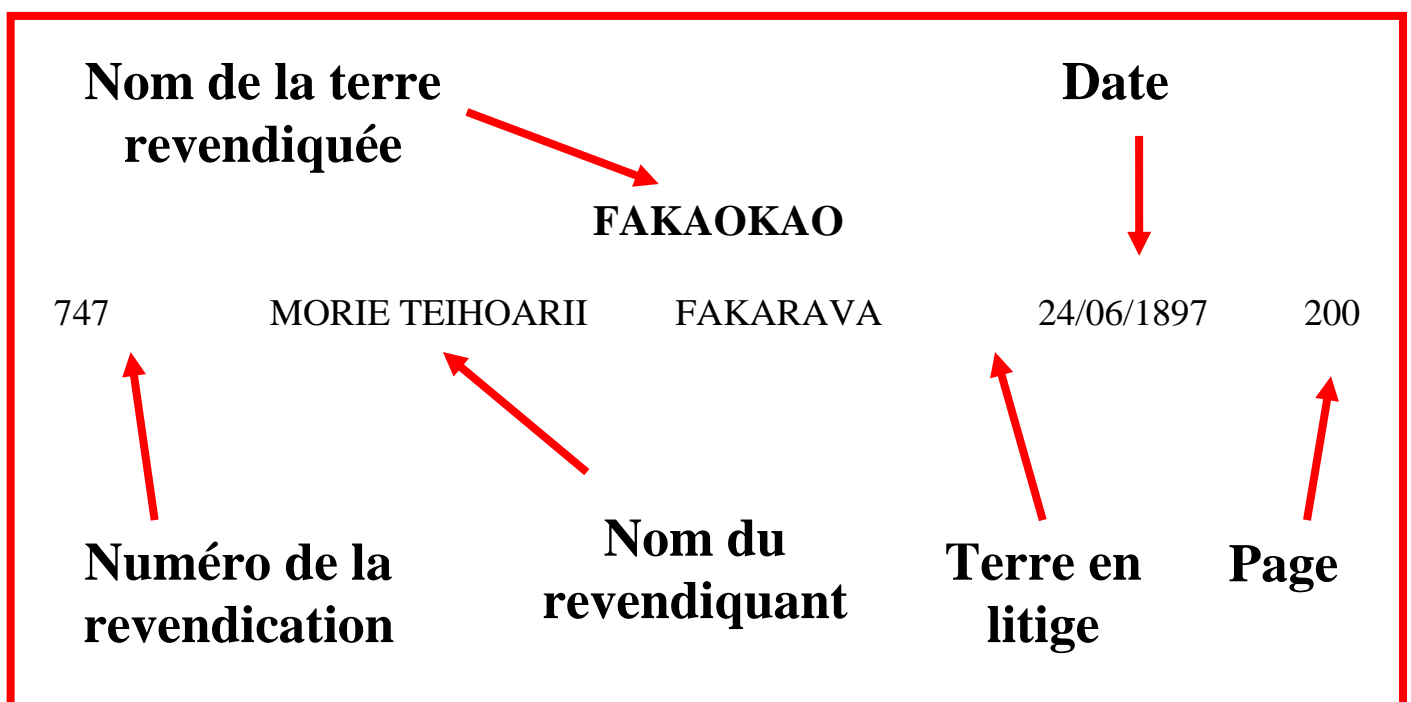 Nom de la terre
revendiquée
Date
FAKAOKAO
747 MORIE TEIHOARII FAKARAVA 24/06/1897 200
Numéro de la
revendication
Nom du
revendiquant
Terre en
litige
Page